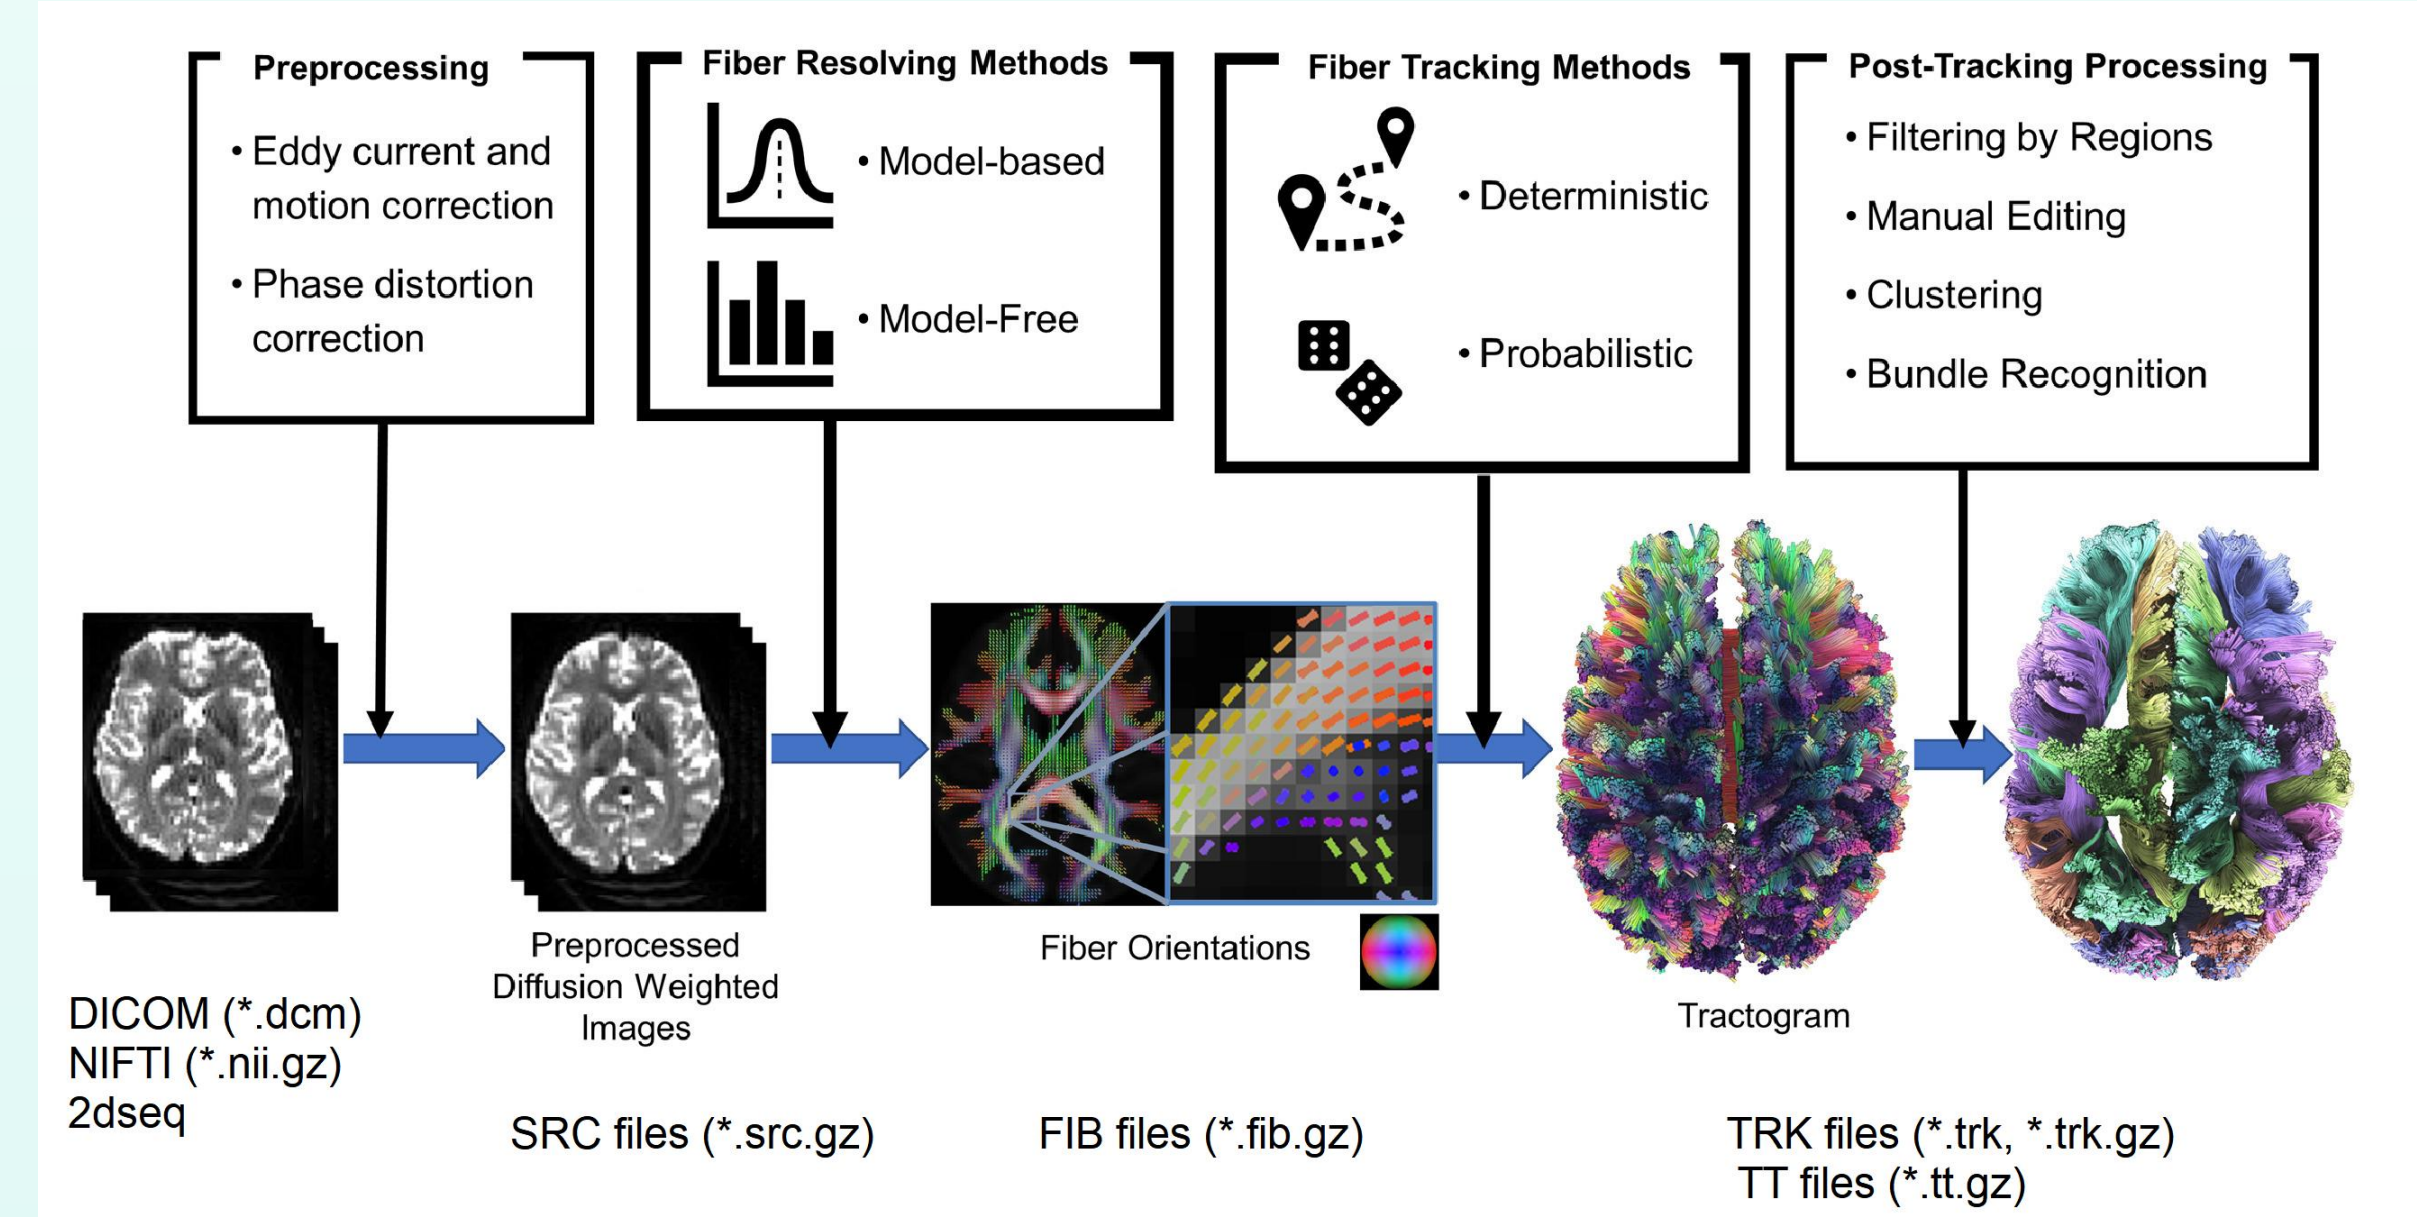 Preprocessing
• Eddy current and
motion correction
• Phase distortion
correction
Fiber Resolving Methods
• Model-based
• Model-Free
Fiber Tracking Methods
• Deterministic
• Probabilistic
Post-Tracking Processing
• Filtering by Regions
• Manual Editing
• Clustering
• Bundle Recognition
Preprocessed
Diffusion Weighted
Images
Fiber Orientations
Tractogram
DICOM (*.dcm)
NIFTI (*.nii.gz)
2dseq
SRC files (*.src.gz)
FIB files (*.fib.gz)
TRK files (*.trk, *.trk.gz)
TT files (*.tt.gz)